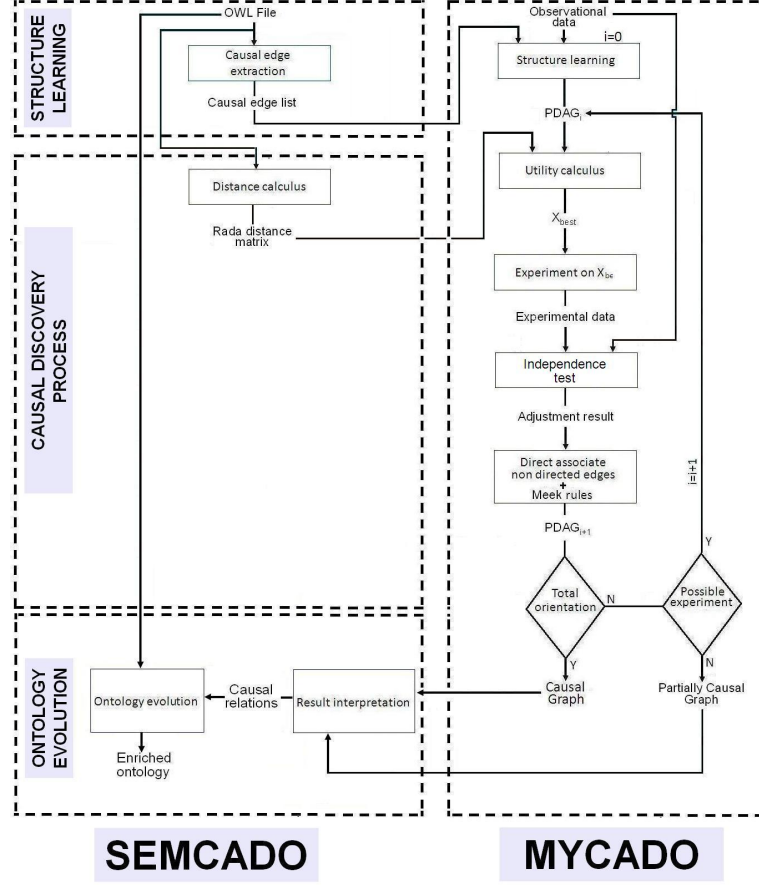 STRUCTURE
LEARNING
OWL File
Causal edge
extraction
Causal edge list
Observational
data
i=0
Structure learning
PDAGi
CAUSAL DISCOVERY
PROCESS
Distance calculus
Rada distance
matrix
Utility calculus
Xbest
Experiment on Xbe
Experimental data
Independence
test
Adjustment result
Direct associate
non directed edges
+
Meek rules
PDAGi+1
i=i+1
Y
Total
orientation
N
Possible
experiment
Y
N
ONTOLOGY
EVOLUTION
Ontology evolution
Causal
relations
Result interpretation
Causal
Graph
Partially Causal
Graph
Enriched
ontology
SEMCADO
MYCADO